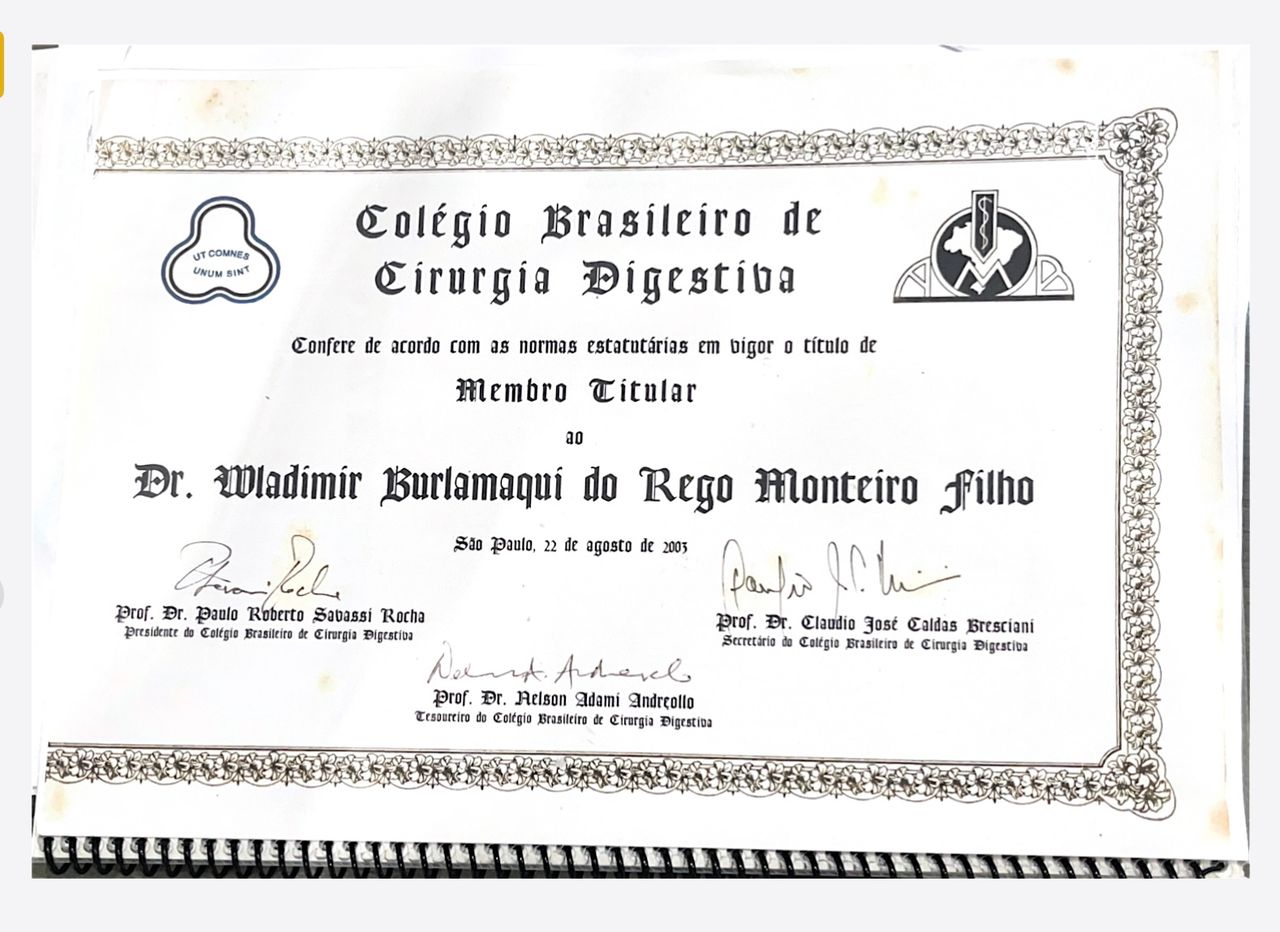 UT COMNES
UNUM SINT
Colégio Brasileiro de
Cirurgia Digestiva
Confere de acordo com as normas estatutárias em vigor o título de
Membro Titular
ao
Dr. Wladimir Burlamaqui do Rego Monteiro Filho
São Paulo, 22 de agosto de 2003
Prof. Dr. Paulo Roberto Savassi Rocha
Presidente do Colégio Brasileiro de Cirurgia Digestiva
Prof. Dr. Claudio José Caldas Bresciani
Secretário do Colégio Brasileiro de Cirurgia Digestiva
Prof. Dr. Nelson Adami Andreollo
Tesoureiro do Colégio Brasileiro de Cirurgia Digestiva